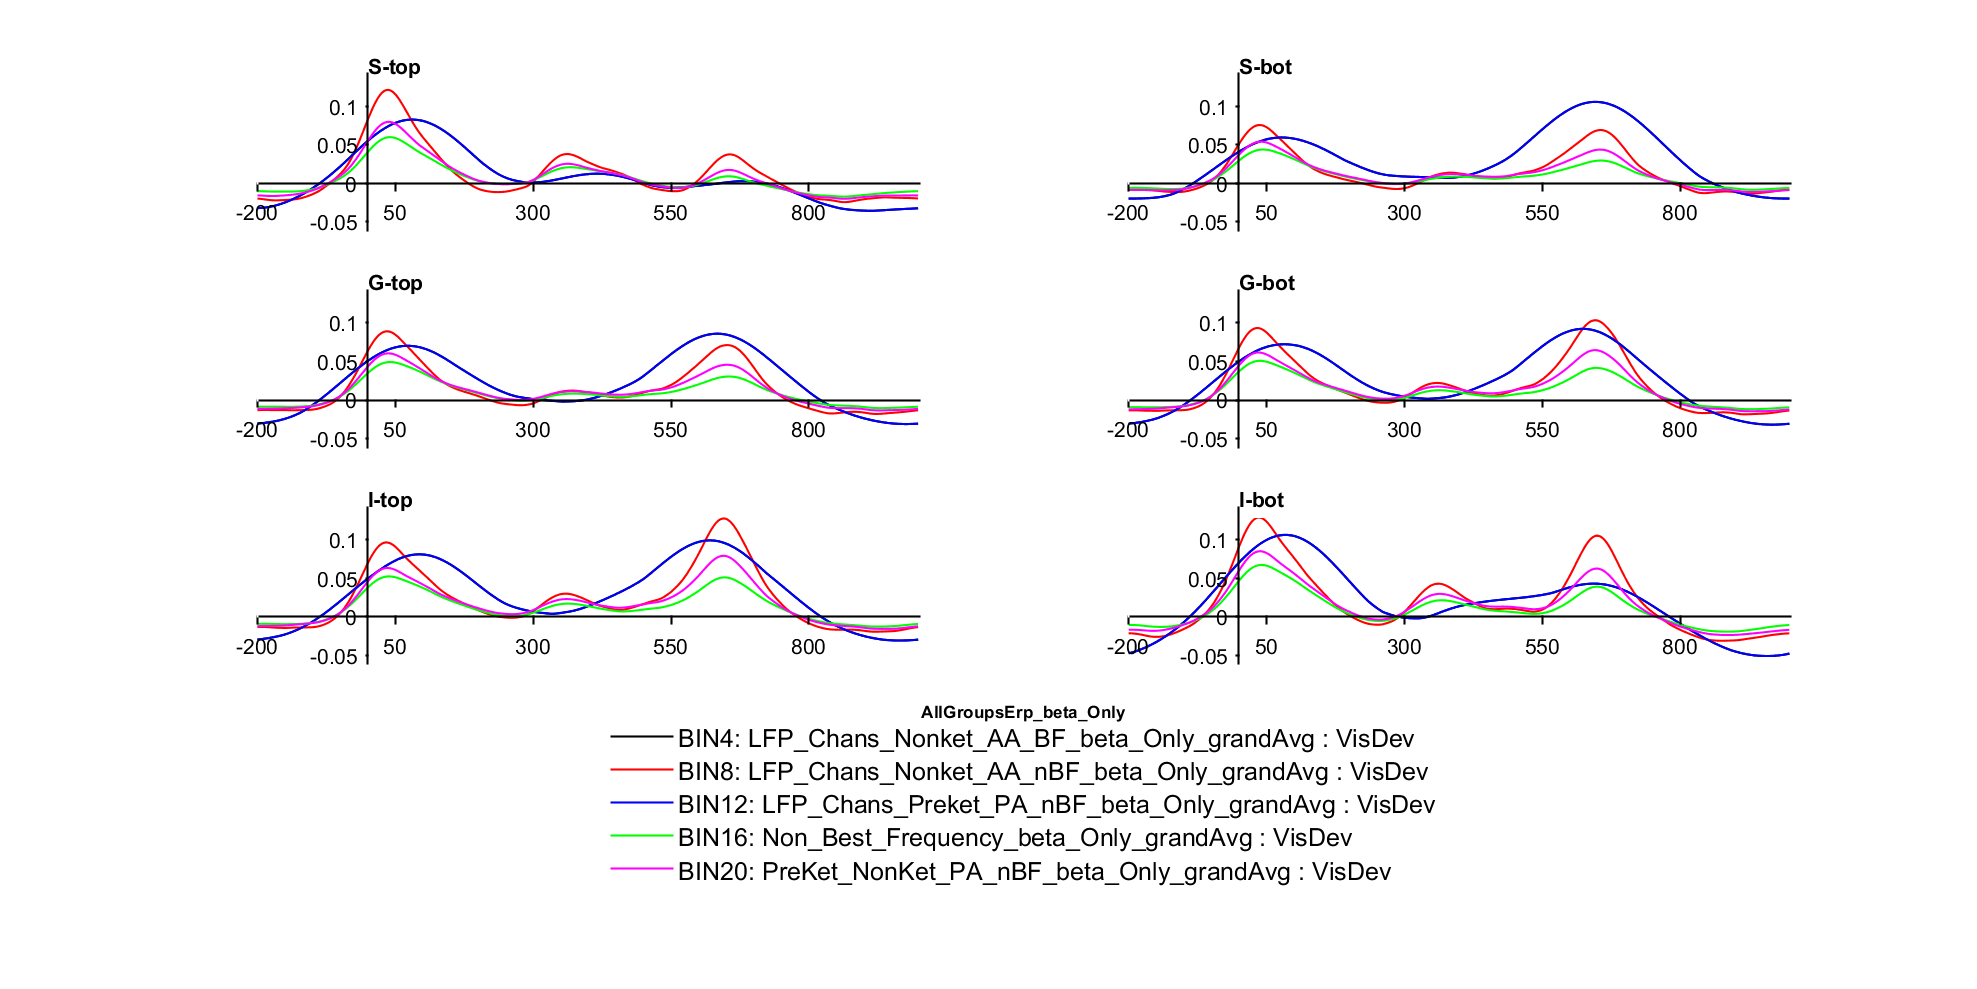 S-top
0.1
0.05
0
-0.05
-200 50 300 550 800
S-bot
0.1
0.05
0
-0.05
-200 50 300 550 800
G-top
0.1
0.05
0
-0.05
-200 50 300 550 800
G-bot
0.1
0.05
0
-0.05
-200 50 300 550 800
I-top
0.1
0.05
0
-0.05
-200 50 300 550 800
I-bot
0.1
0.05
0
-0.05
-200 50 300 550 800
AllGroupsErp_beta_Only
BIN4: LFP_Chans_Nonket_AA_BF_beta_Only_grandAvg : VisDev
BIN8: LFP_Chans_Nonket_AA_nBF_beta_Only_grandAvg : VisDev
BIN12: LFP_Chans_Preket_PA_nBF_beta_Only_grandAvg : VisDev
BIN16: Non_Best_Frequency_beta_Only_grandAvg : VisDev
BIN20: PreKet_NonKet_PA_nBF_beta_Only_grandAvg : VisDev